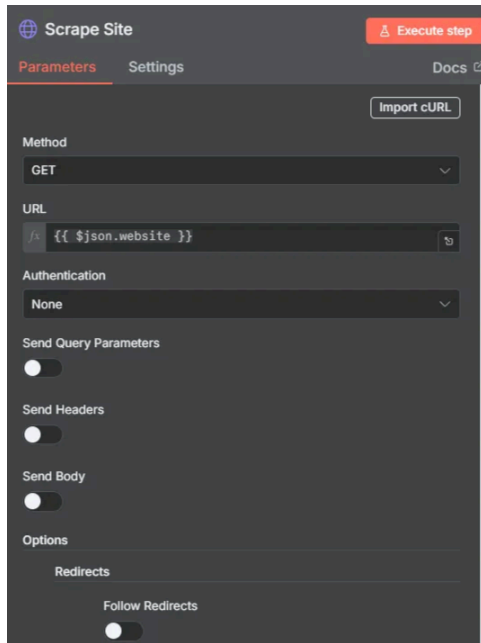 Scrape Site
Execute step
Parameters Settings Docs
Import cURL
Method
GET
URL
fx {{ $json.website }}
Authentication
None
Send Query Parameters
Send Headers
Send Body
Options
Redirects
Follow Redirects